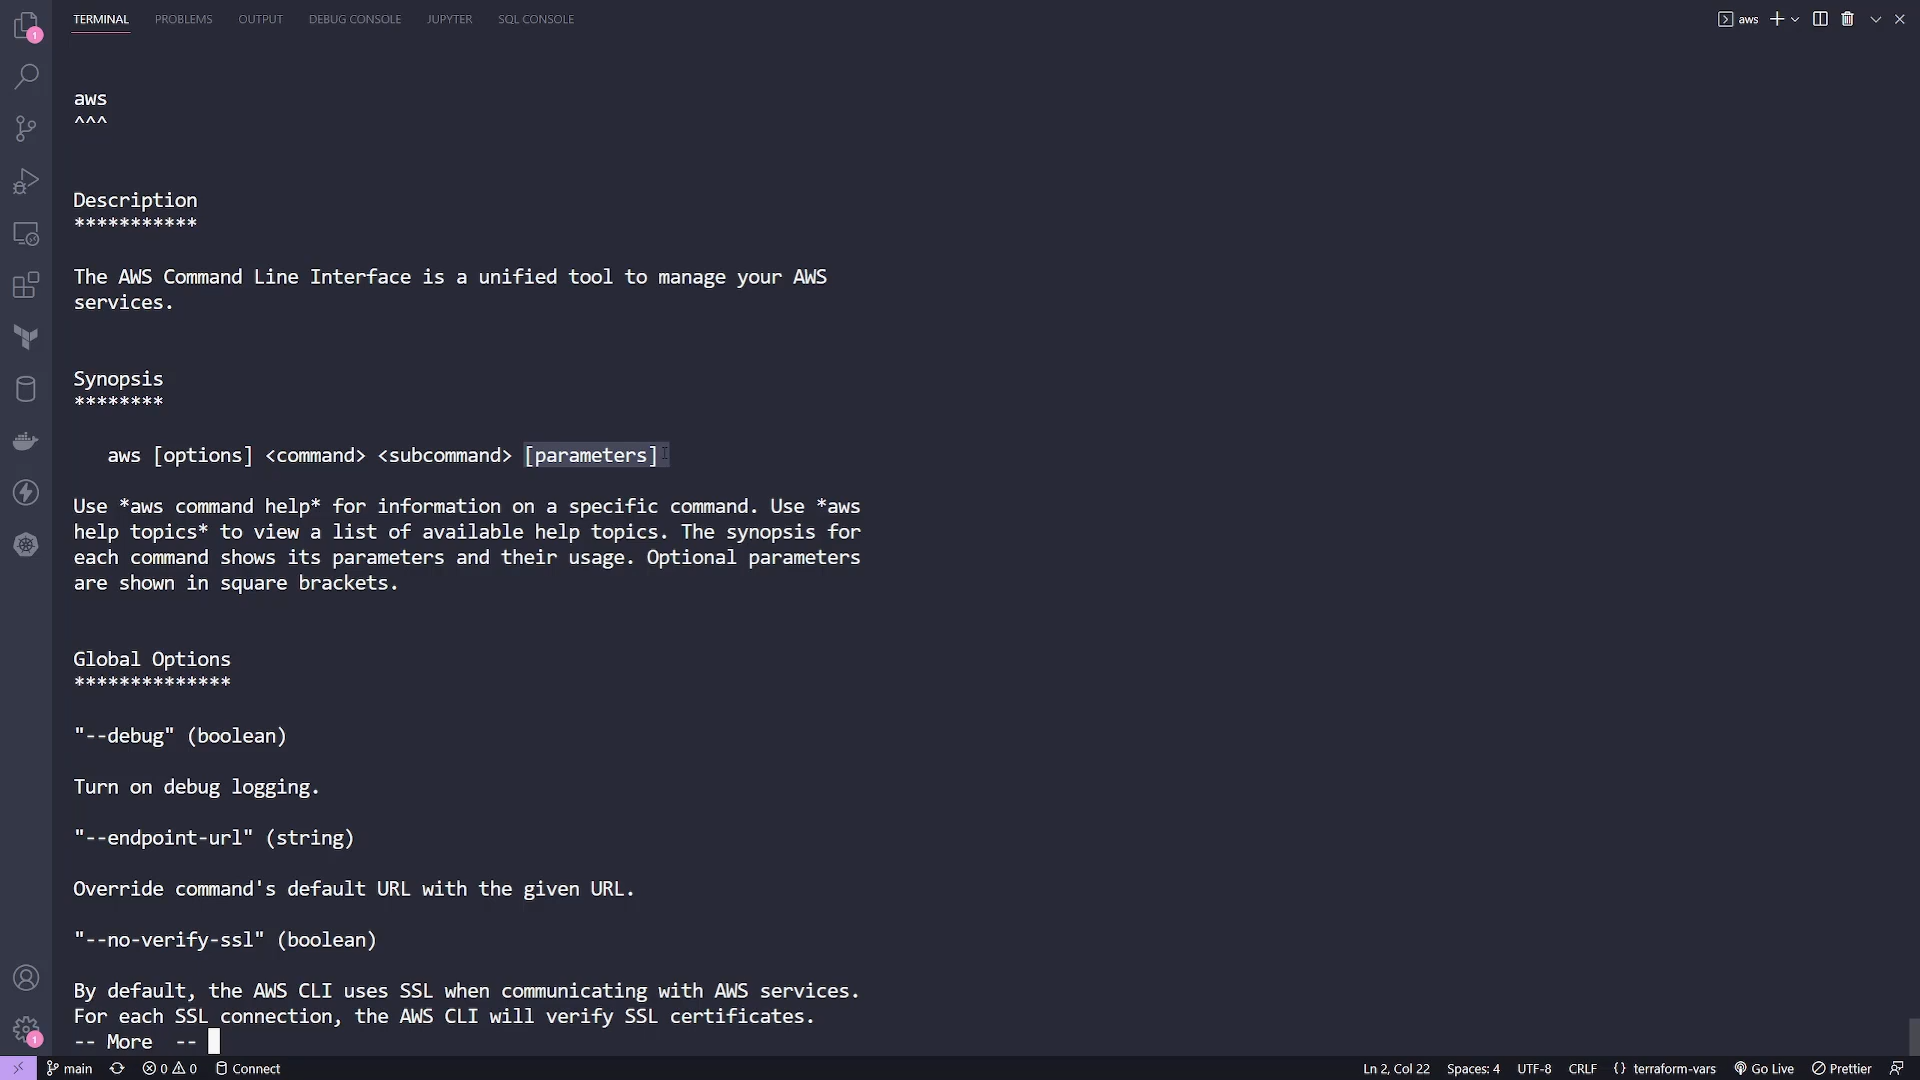 TERMINAL PROBLEMS OUTPUT DEBUG CONSOLE JUPYTER SQL CONSOLE aws
1
aws
^^^
Description
***********
The AWS Command Line Interface is a unified tool to manage your AWS
services.
Synopsis
********
aws [options] <command> <subcommand> [parameters]
Use *aws command help* for information on a specific command. Use *aws
help topics* to view a list of available help topics. The synopsis for
each command shows its parameters and their usage. Optional parameters
are shown in square brackets.
Global Options
**************
"--debug" (boolean)
Turn on debug logging.
"--endpoint-url" (string)
Override command's default URL with the given URL.
"--no-verify-ssl" (boolean)
By default, the AWS CLI uses SSL when communicating with AWS services.
For each SSL connection, the AWS CLI will verify SSL certificates.
1
-- More  --
main 0 0 Connect Ln 2, Col 22 Spaces: 4 UTF-8 CRLF {} terraform-vars Go Live Prettier